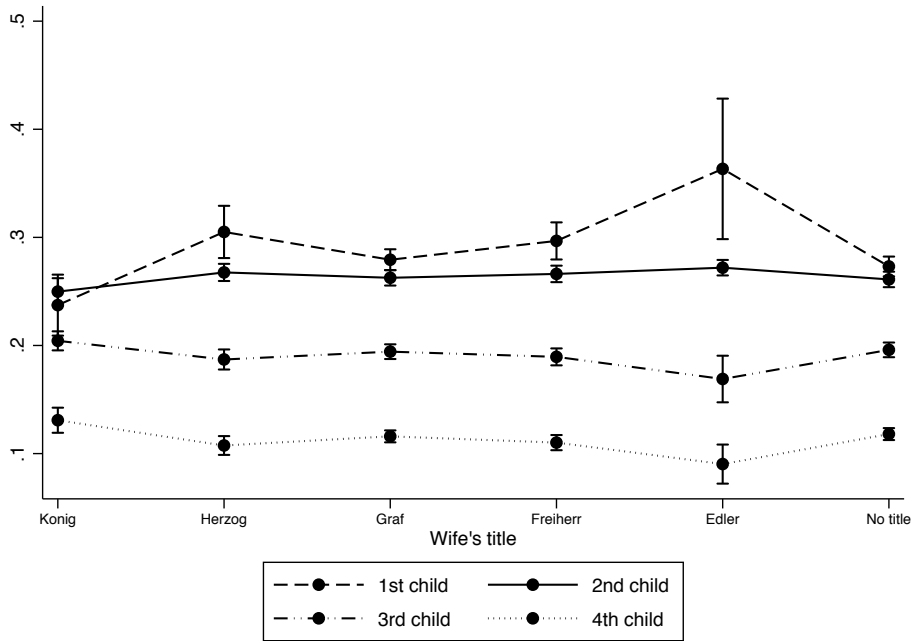 .5
.4
.3
.2
.1
Konig Herzog Graf Freiherr Edler No title
Wife's title
1st child 2nd child
3rd child 4th child